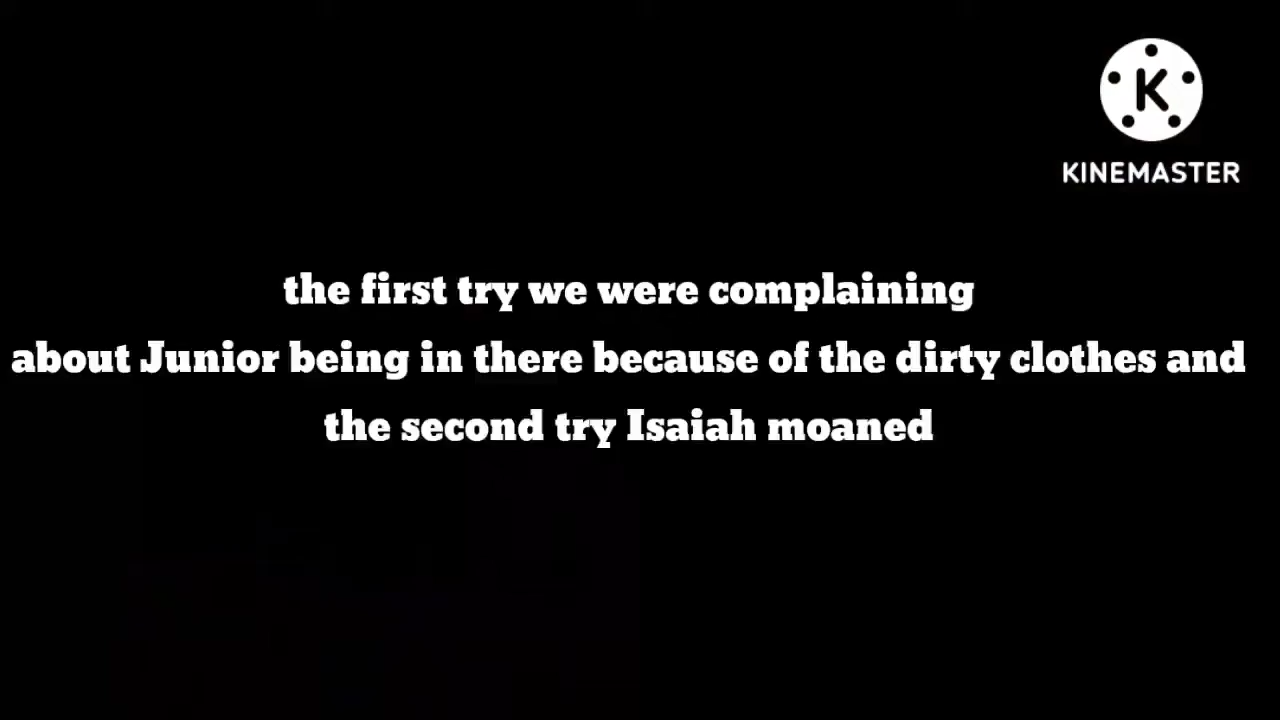 K
KINEMASTER
the first try we were complaining
about Junior being in there because of the dirty clothes and
the second try Isaiah moaned